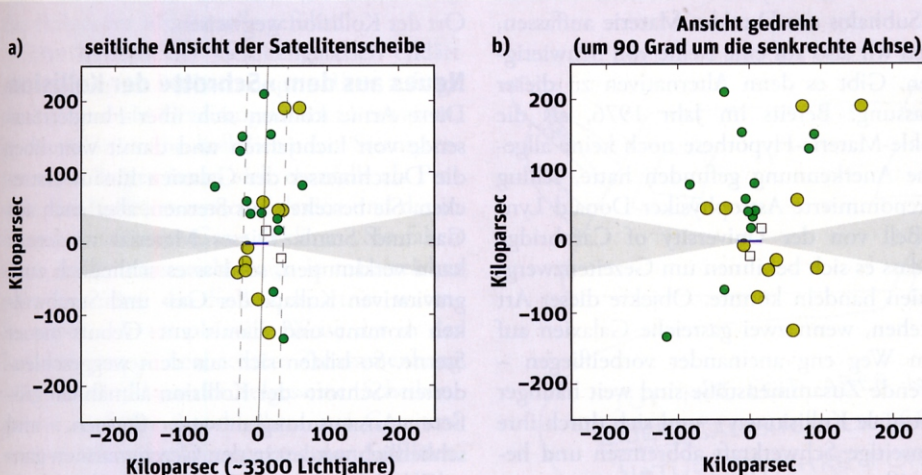 a) seitliche Ansicht der Satellitenscheibe
Kiloparsec
200
100
0
−100
−200
−200 −100 0 100 200
Kiloparsec (~3300 Lichtjahre)
b) Ansicht gedreht
(um 90 Grad um die senkrechte Achse)
Kiloparsec
200
100
0
−100
−200
−200 −100 0 1000 200
Kiloparsec